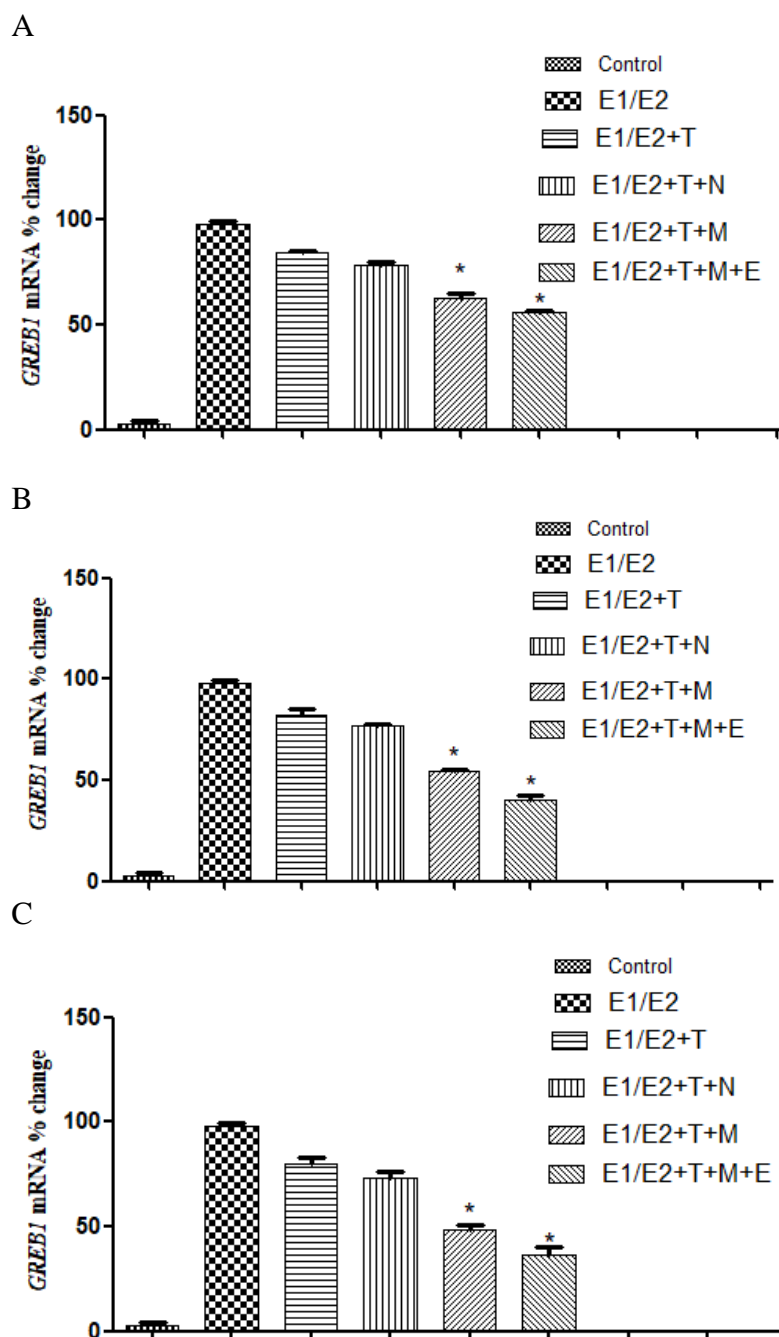 A
Control
E1/E2
E1/E2+T
E1/E2+T+N
E1/E2+T+M
E1/E2+T+M+E
GREB1 mRNA % change
150
100
50
0
*
*
B
Control
E1/E2
E1/E2+T
E1/E2+T+N
E1/E2+T+M
E1/E2+T+M+E
GREB1 mRNA % change
150
100
50
0
*
*
C
Control
E1/E2
E1/E2+T
E1/E2+T+N
E1/E2+T+M
E1/E2+T+M+E
GREB1 mRNA % change
150
100
50
0
*
*